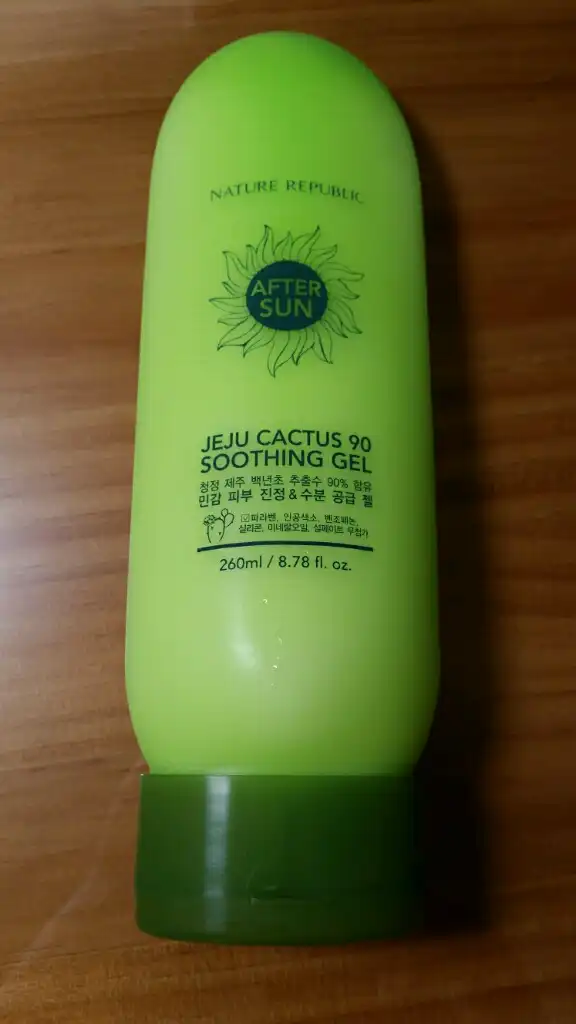 NATURE REPUBLIC
AFTER
SUN
JEJU CACTUS 90
SOOTHING GEL
청정 제주 백년초 추출수 90% 함유
민감 피부 진정 & 수분 공급 젤
파라벤, 인공색소, 벤조페논,
실리콘, 미네랄오일, 설페이트 무첨가
260ml / 8.78 fl. oz.